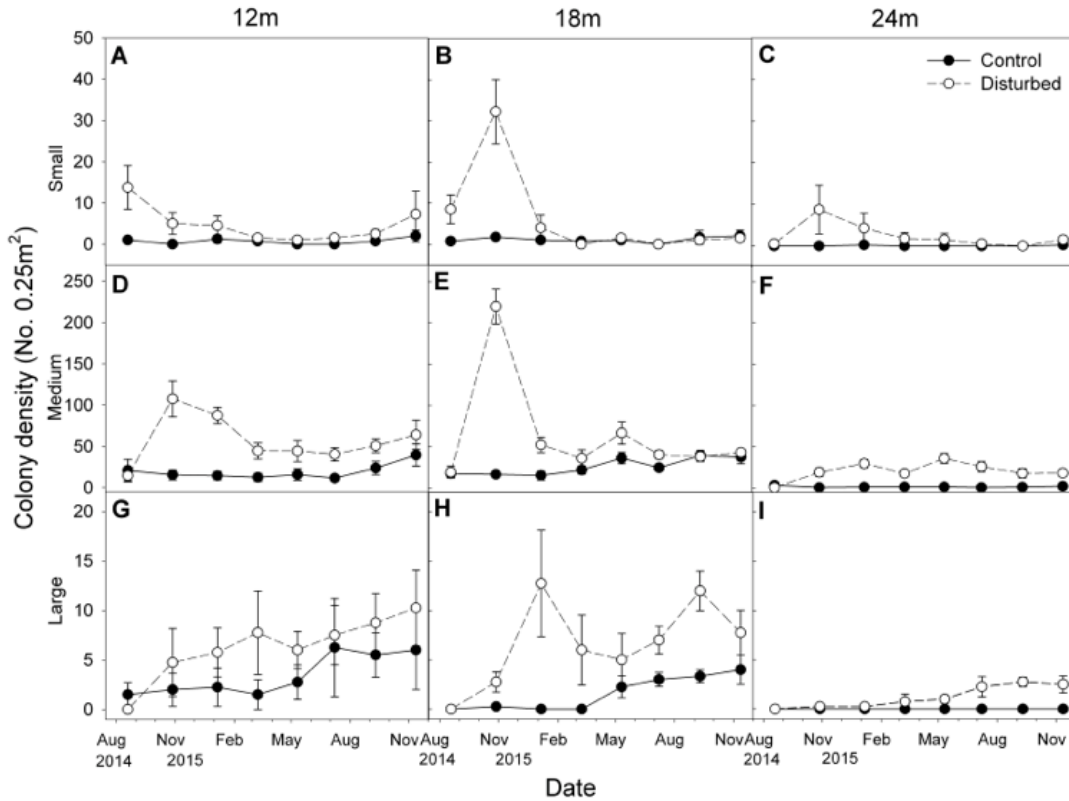 12m 18m 24m
A B C
Control
Disturbed
50
40
30
20
10
0
Small
D E F
250
200
150
100
50
0
Medium
G H I
20
15
10
5
0
Large
Colony density (No. 0.25m²)
Aug Nov Feb May Aug Nov Aug Nov Feb May Aug Nov Aug Nov Feb May Aug Nov
2014 2015 2014 2015 2014 2015
Date